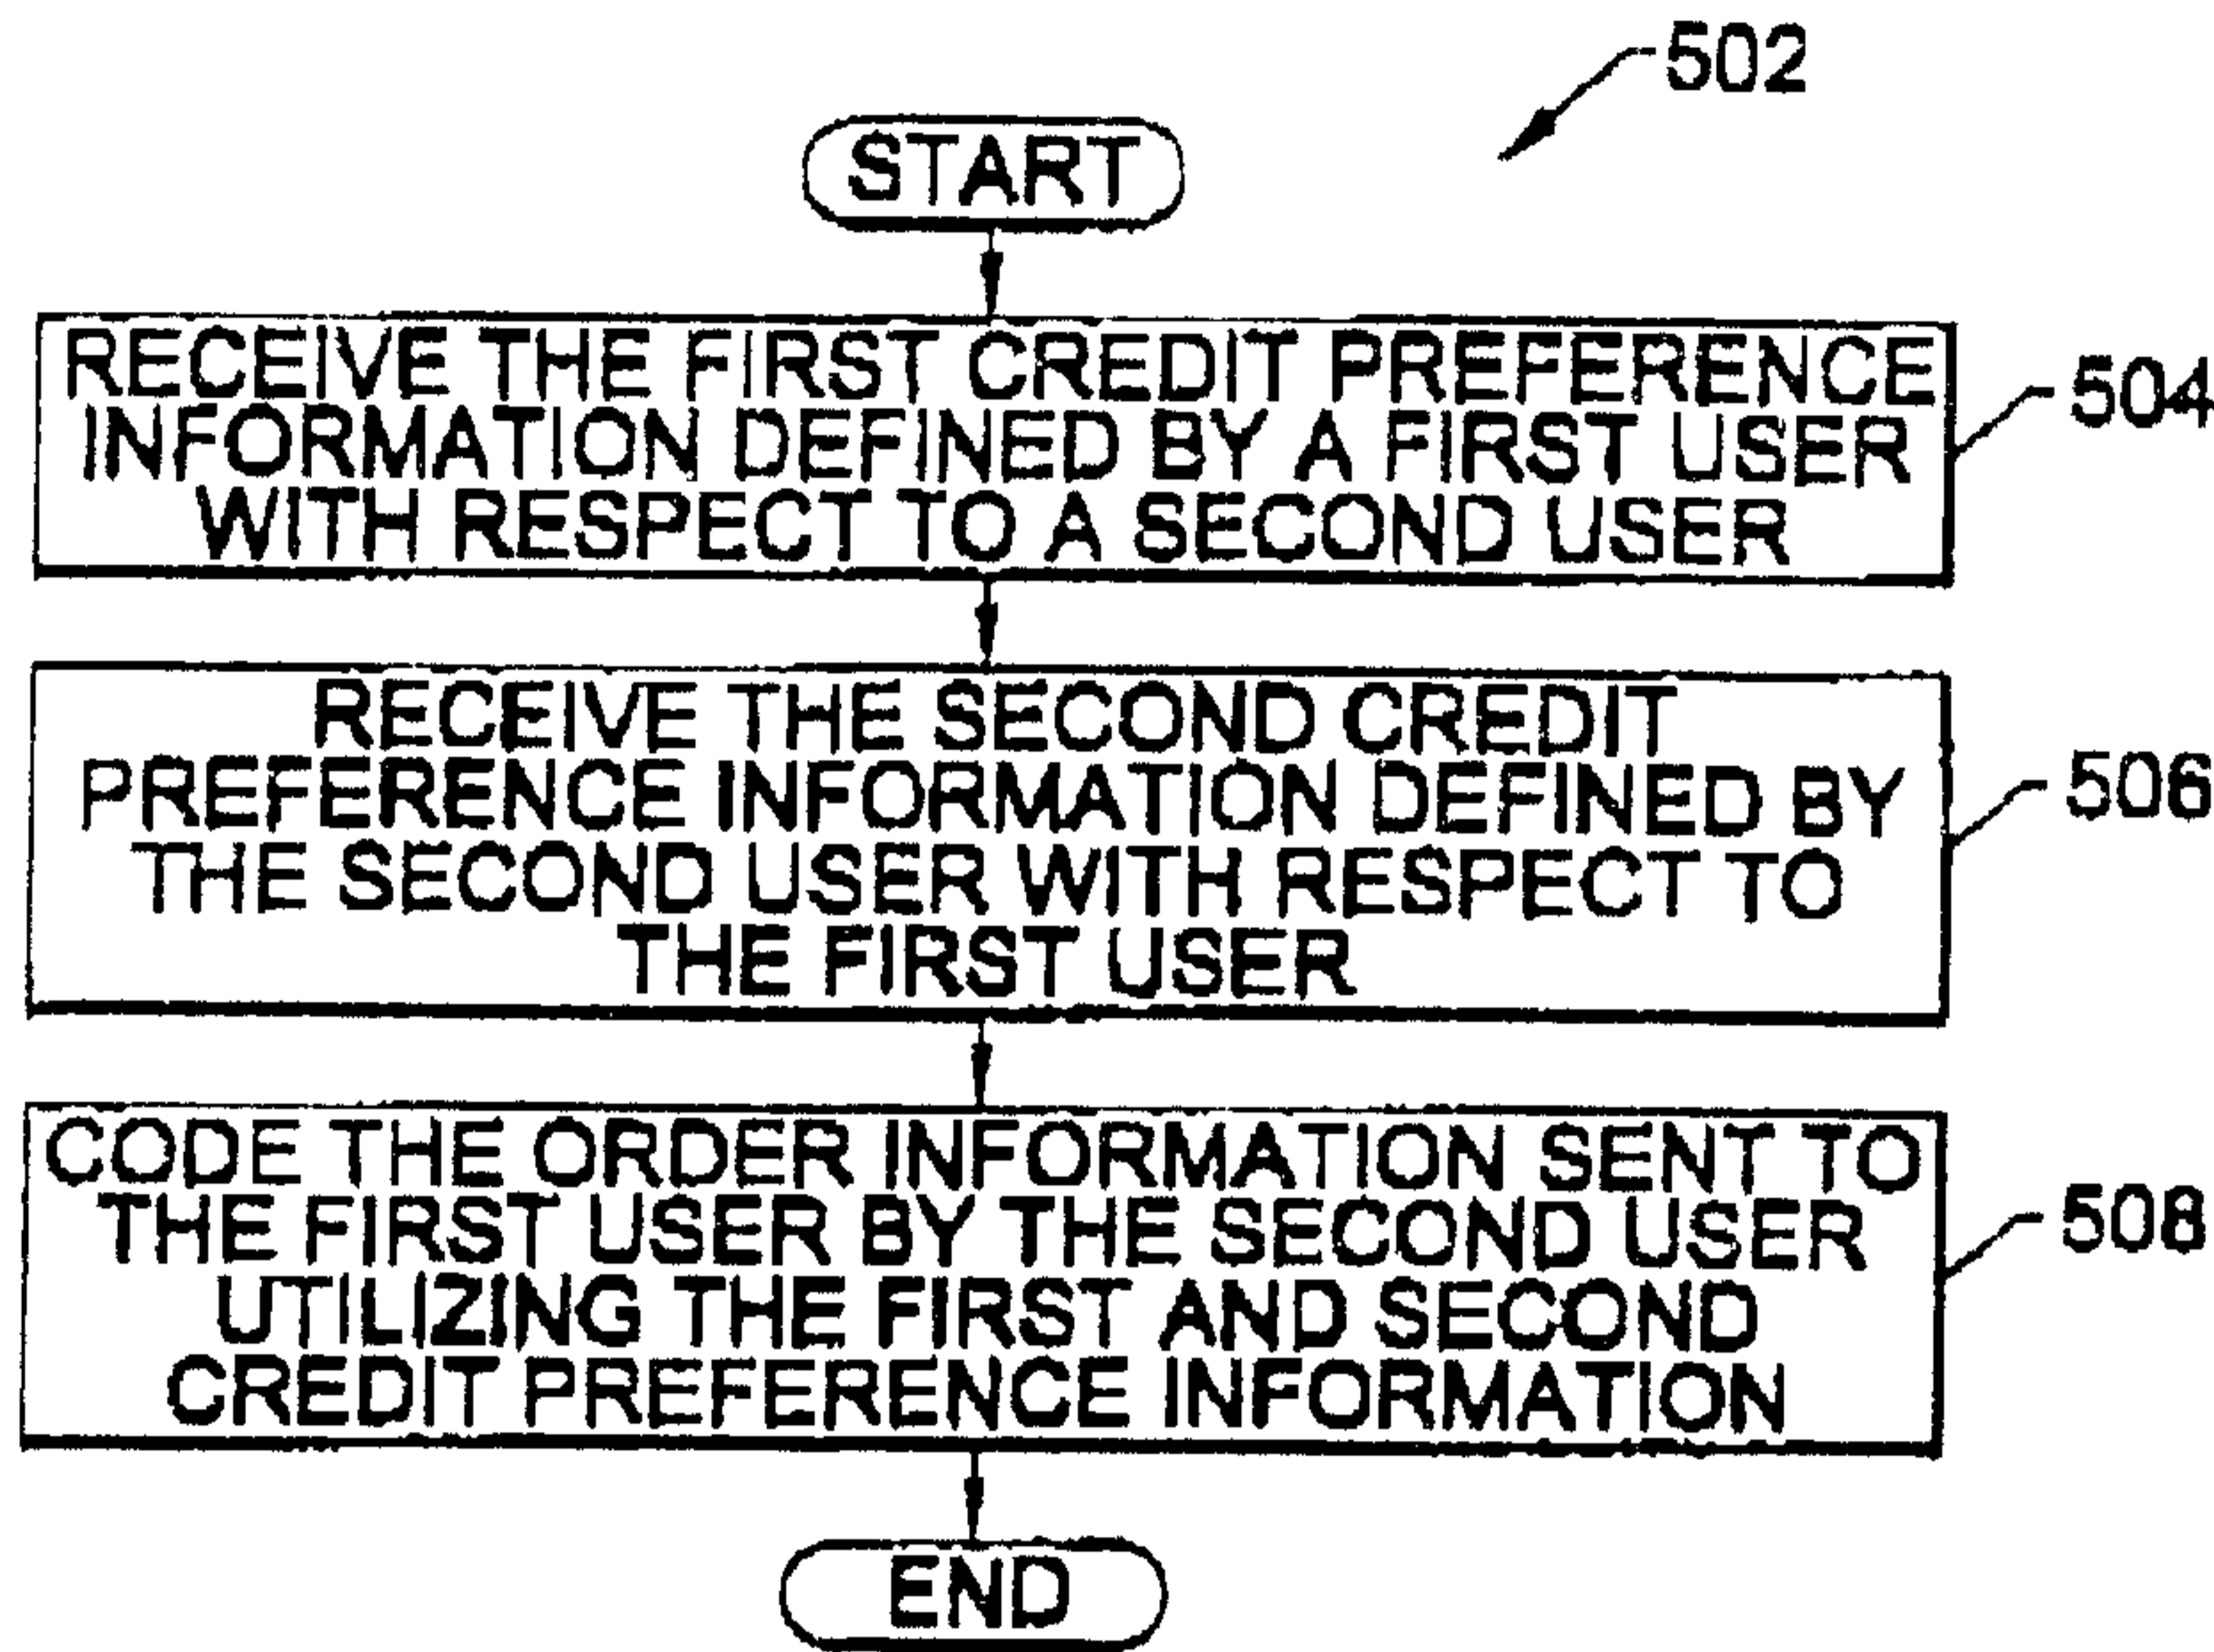 502
START
RECEIVE THE FIRST CREDIT PREFERENCE
INFORMATION DEFINED BY A FIRST USER
WITH RESPECT TO A SECOND USER
504
RECEIVE THE SECOND CREDIT
PREFERENCE INFORMATION DEFINED BY
THE SECOND USER WITH RESPECT TO
THE FIRST USER
506
CODE THE ORDER INFORMATION SENT TO
THE FIRST USER BY THE SECOND USER
UTILIZING THE FIRST AND SECOND
CREDIT PREFERENCE INFORMATION
508
END